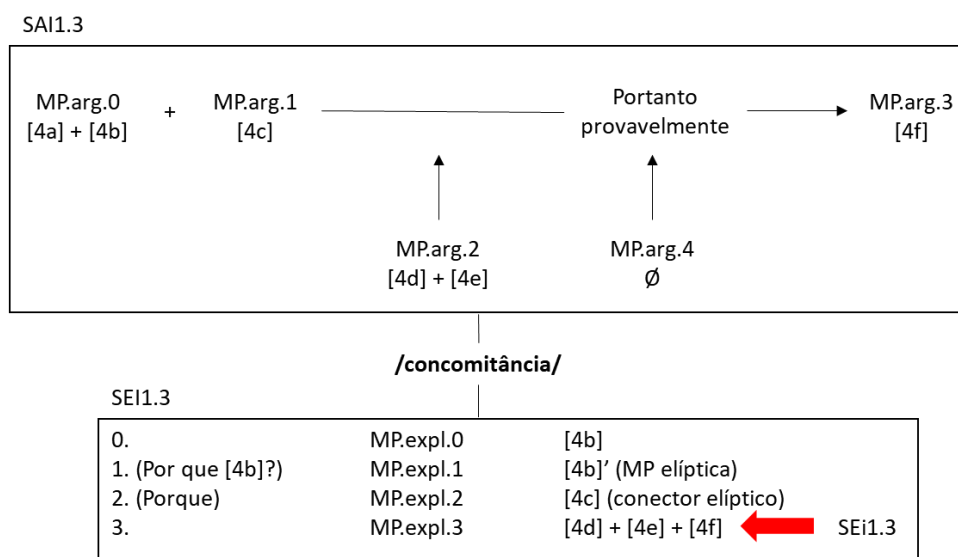 SAI1.3
MP.arg.0 + MP.arg.1 Portanto provavelmente MP.arg.3
[4a] + [4b] [4c] [4f]
MP.arg.2 MP.arg.4
[4d] + [4e] Ø
/concomitância/
SEI1.3
0. MP.expl.0 [4b]
1. (Por que [4b]?) MP.expl.1 [4b]’ (MP elíptica)
2. (Porque) MP.expl.2 [4c] (conector elíptico)
3. MP.expl.3 [4d] + [4e] + [4f] SEi1.3